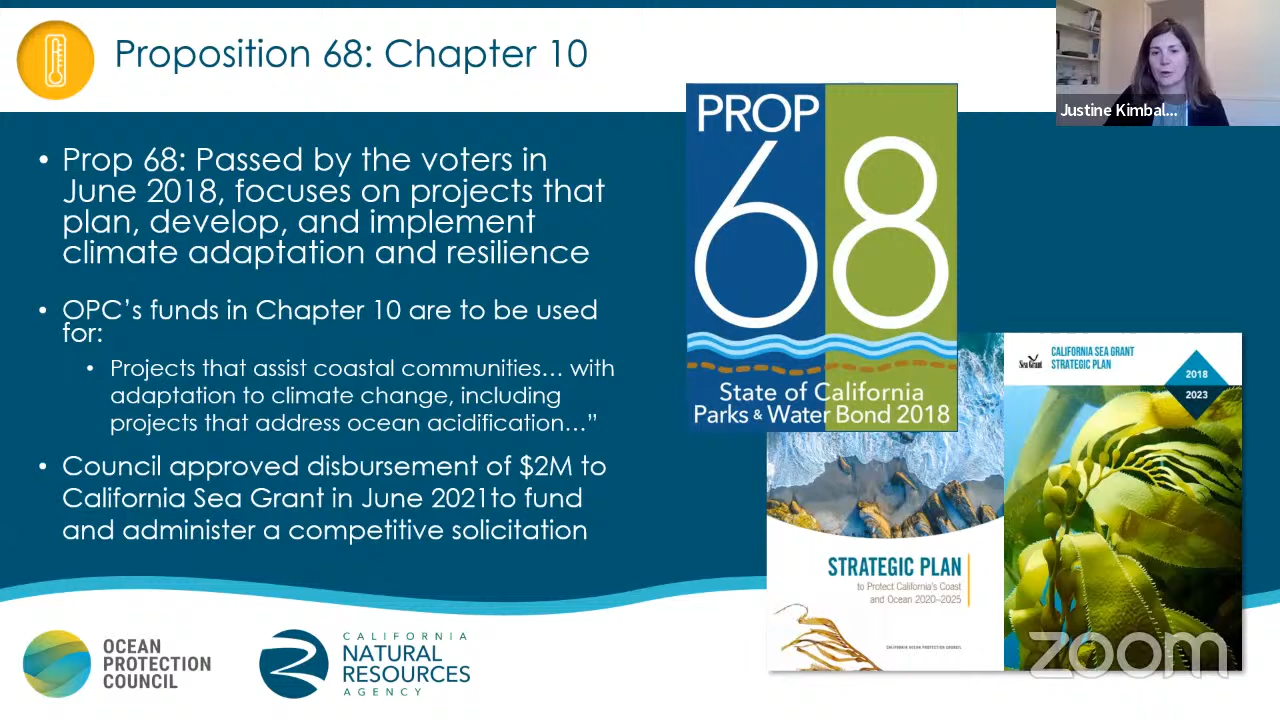 Proposition 68: Chapter 10
Justine Kimbal...
• Prop 68: Passed by the voters in
June 2018, focuses on projects that
plan, develop, and implement
climate adaptation and resilience
• OPC’s funds in Chapter 10 are to be used
for:
• Projects that assist coastal communities… with
adaptation to climate change, including
projects that address ocean acidification…”
• Council approved disbursement of $2M to
California Sea Grant in June 2021to fund
and administer a competitive solicitation
PROP
68
State of California
Parks & Water Bond 2018
Sea Grant
CALIFORNIA SEA GRANT
STRATEGIC PLAN
2018
2023
STRATEGIC PLAN
to Protect California’s Coast
and Ocean 2020–2025
CALIFORNIA OCEAN PROTECTION COUNCIL
OCEAN
PROTECTION
COUNCIL
CALIFORNIA
NATURAL
RESOURCES
AGENCY
zoom